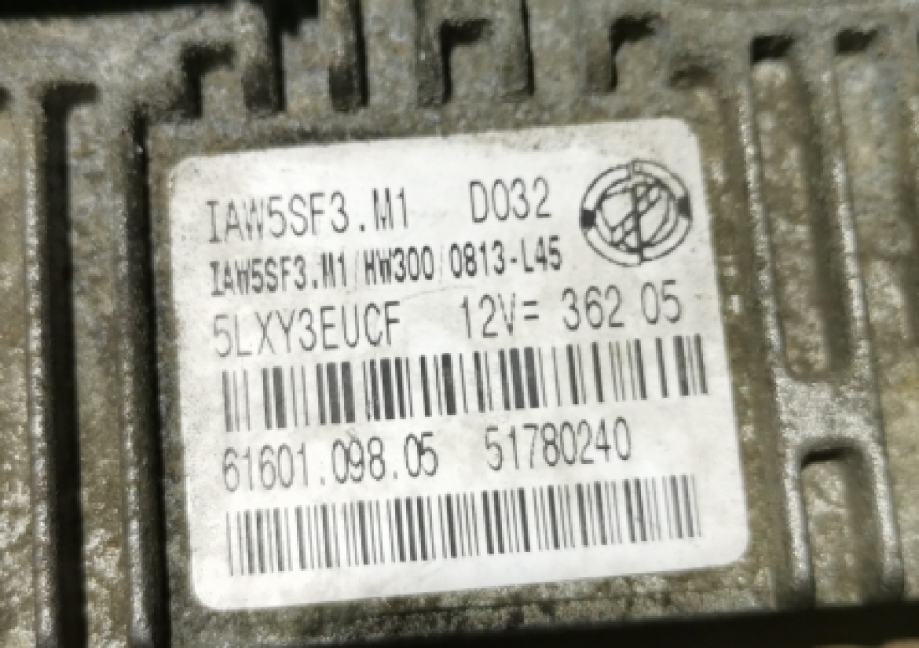 IAW5SF3.M1 D032
IAW5SF3.M1/HW300/0813-L45
5LXY3EUCF 12V= 362 05
61601.098.05 51780240